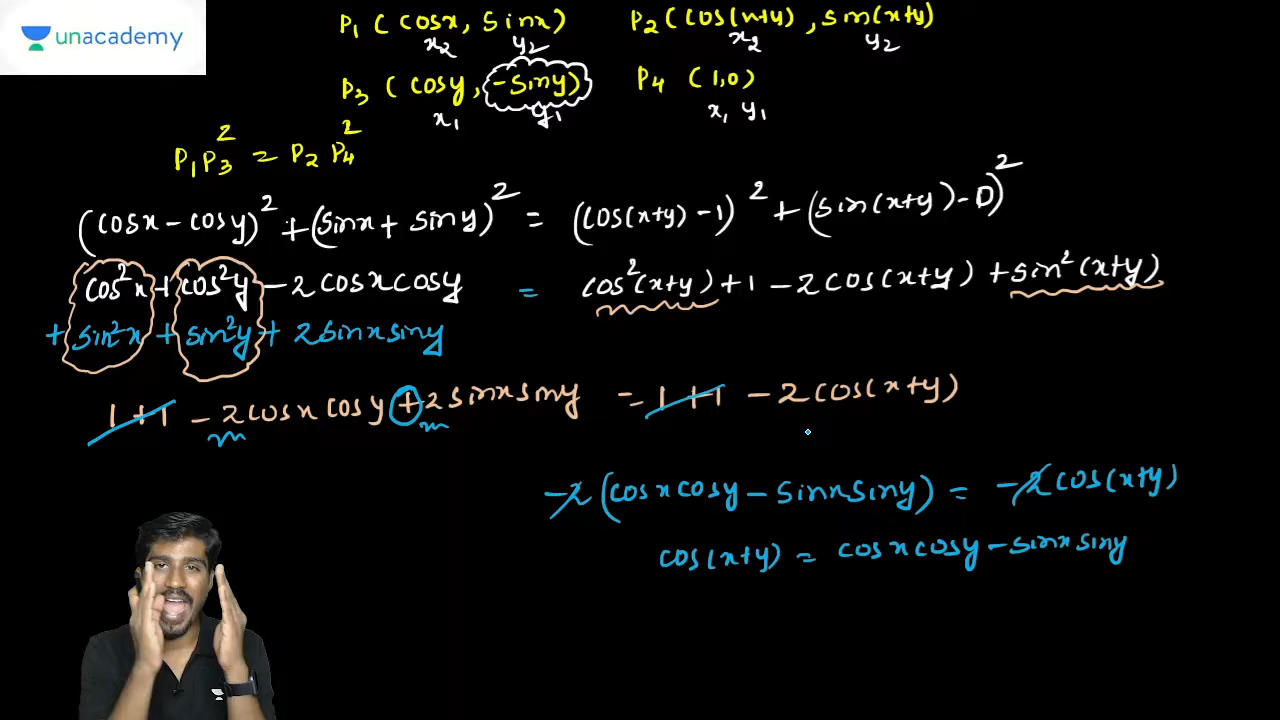 unacademy
P₁ (cosx, sinx) P₂ (cos(x+y), sin(x+y)
x₂ y₂ x₂ y₂
P₃ (cosy, -siny) P₄ (1,0)
x₁ y₁ x₁ y₁
P₁P₃² = P₂P₄²
(cosx - cosy)² + (sinx + siny)² = (cos(x+y) - 1)² + (sin(x+y) - 0)²
cos²x + cos²y - 2cosxcosy = cos²(x+y) + 1 - 2cos(x+y) + sin²(x+y)
+ sin²x + sin²y + 2sinxsiny
1+1 - 2cosxcosy + 2sinxsiny = 1+1 - 2cos(x+y)
-2(cosxcosy - sinxsiny) = -2cos(x+y)
cos(x+y) = cosxcosy - sinxsiny